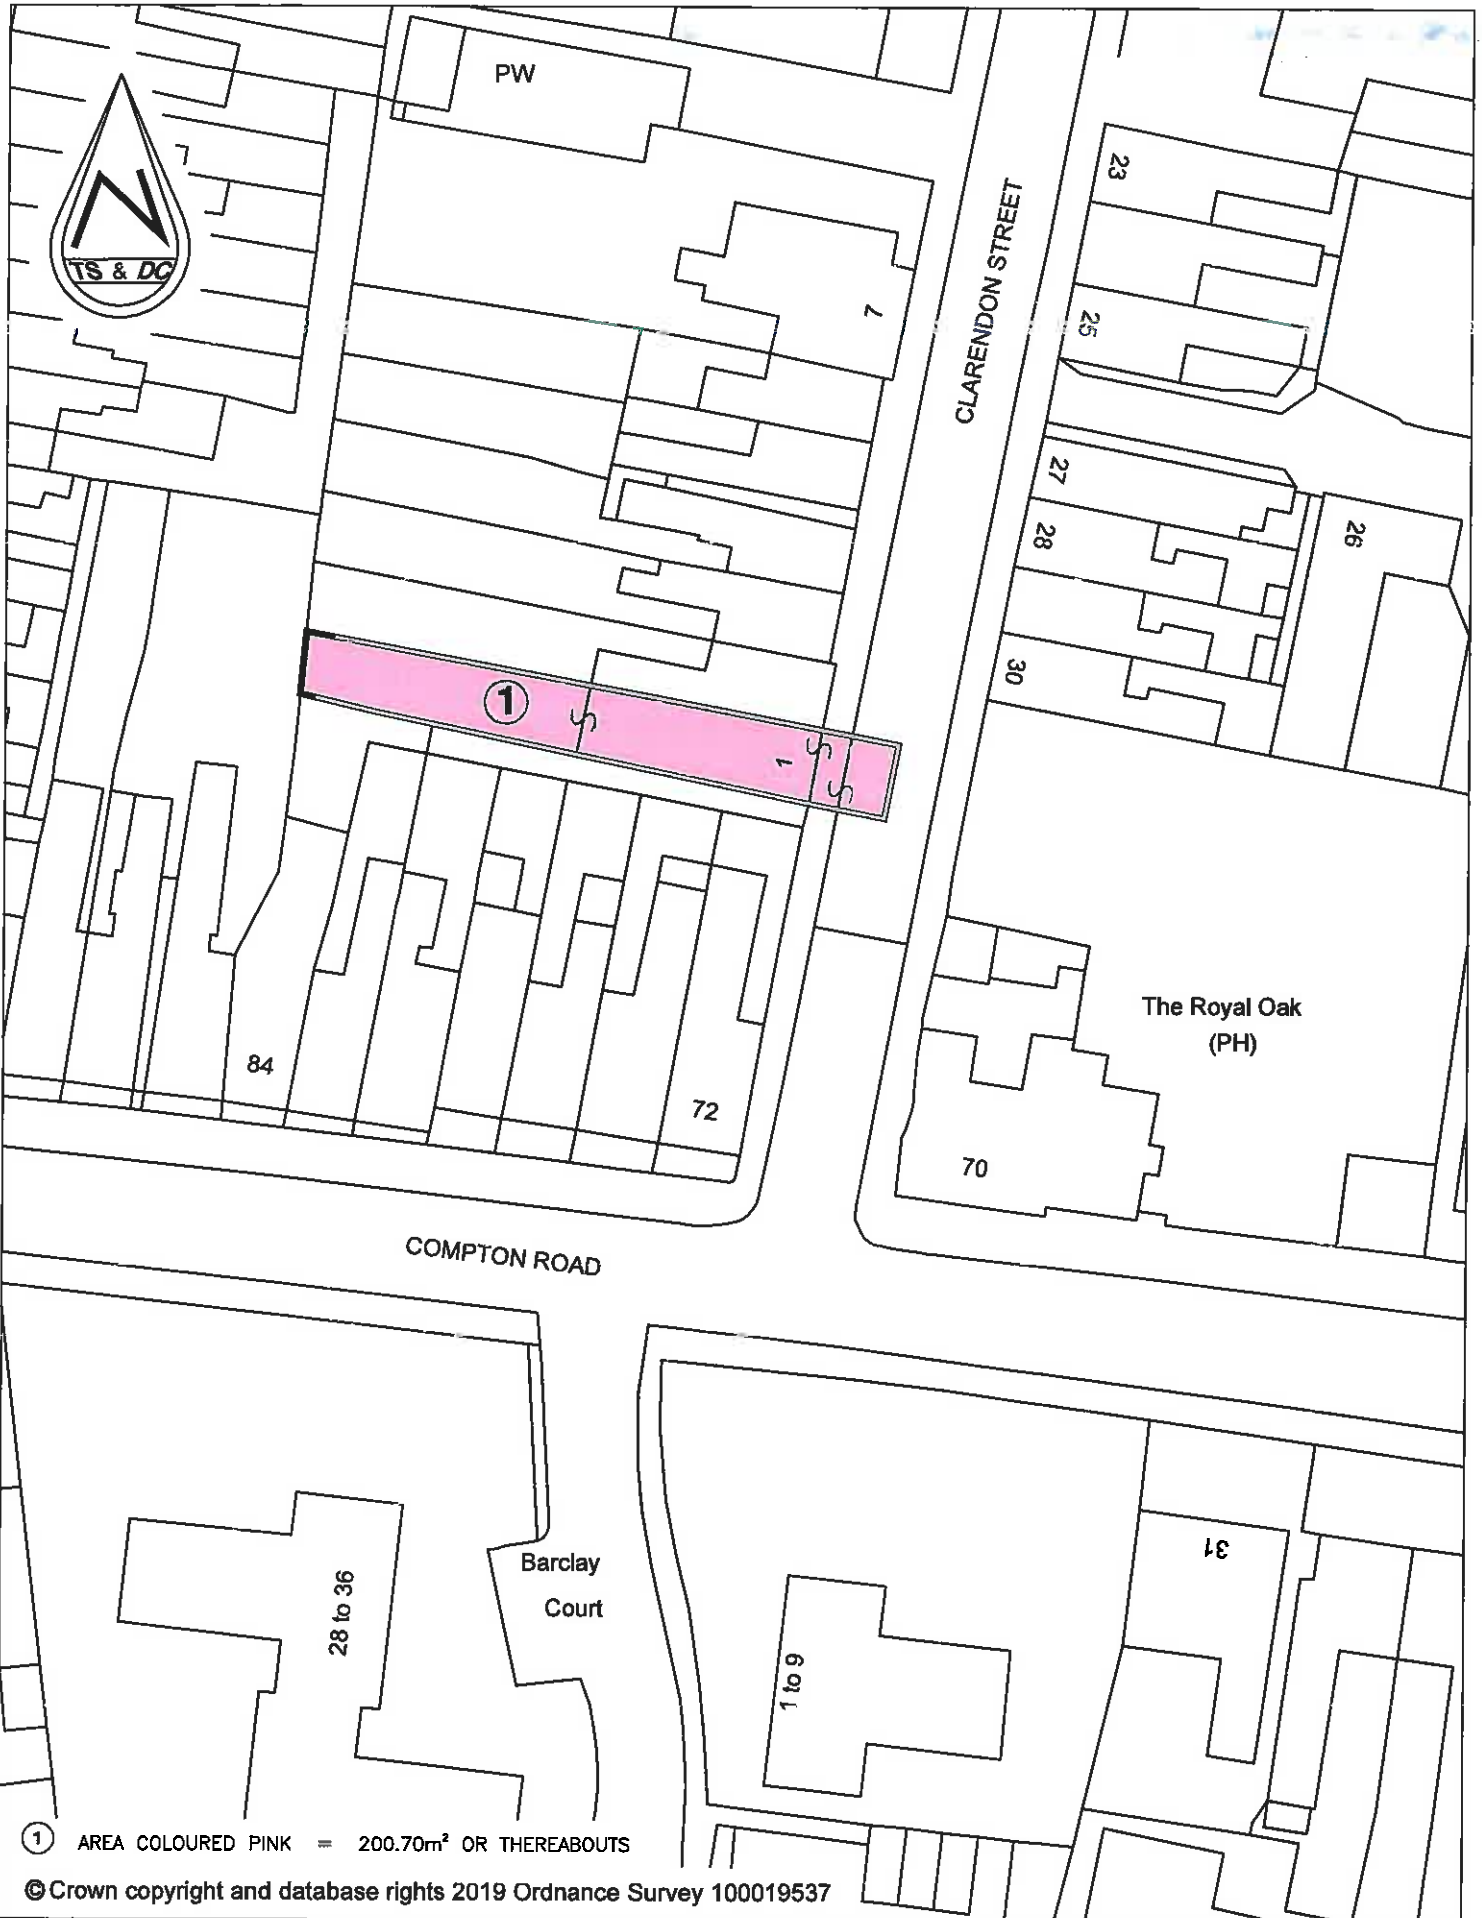 PW
TS & DC
CLARENDON STREET
23
25
7
27
28
26
30
1
1
The Royal Oak
(PH)
84
72
70
COMPTON ROAD
Barclay
Court
28 to 36
1 to 9
31
1 AREA COLOURED PINK = 200.70m² OR THEREABOUTS
© Crown copyright and database rights 2019 Ordnance Survey 100019537